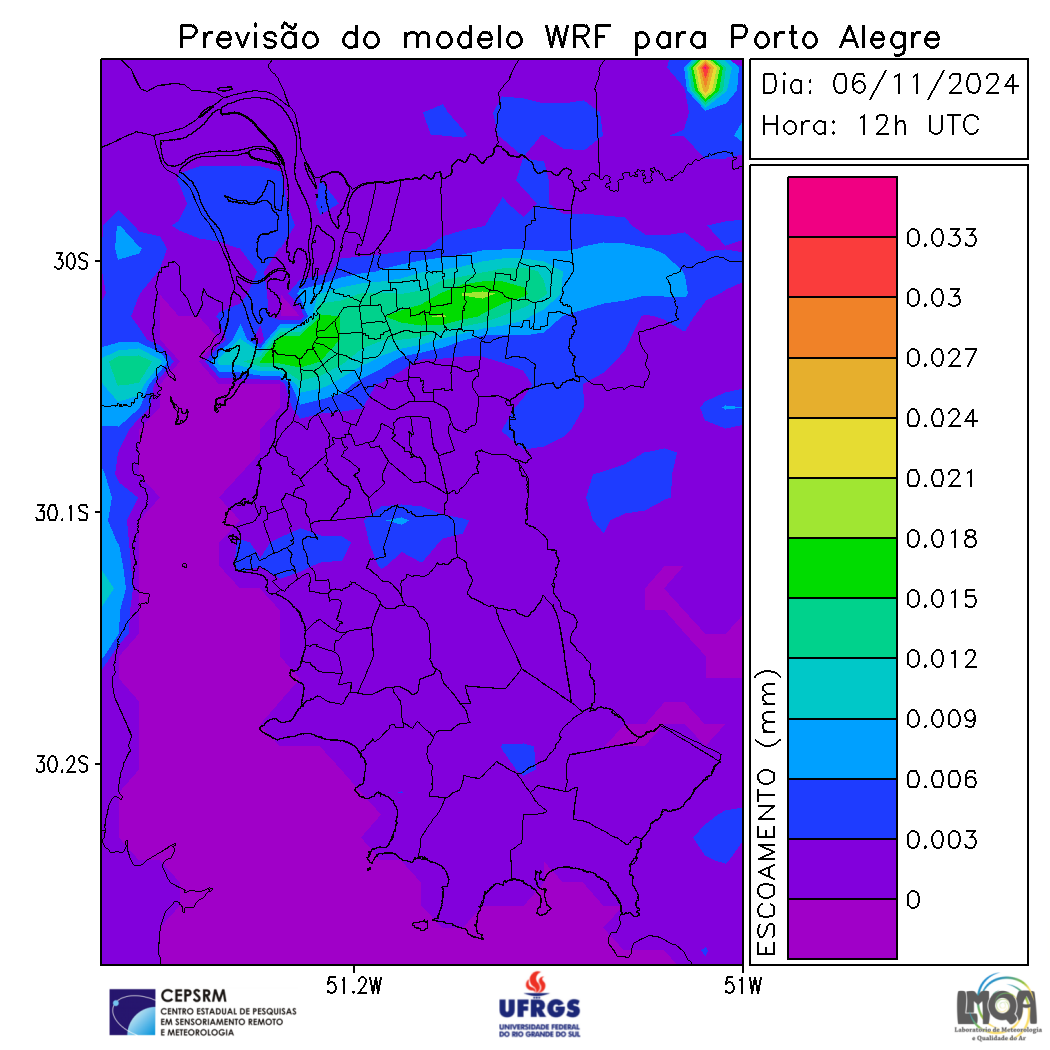 Previsão do modelo WRF para Porto Alegre
Dia: 06/11/2024
Hora: 12h UTC
30S
30.1S
30.2S
51.2W
51W
ESCOAMENTO (mm)
0.033
0.03
0.027
0.024
0.021
0.018
0.015
0.012
0.009
0.006
0.003
0
CEPSRM
CENTRO ESTADUAL DE PESQUISAS
EM SENSORIAMENTO REMOTO
E METEOROLOGIA
UFRGS
UNIVERSIDADE FEDERAL
DO RIO GRANDE DO SUL
LMQA
Laboratório de Meteorologia
e Qualidade do Ar